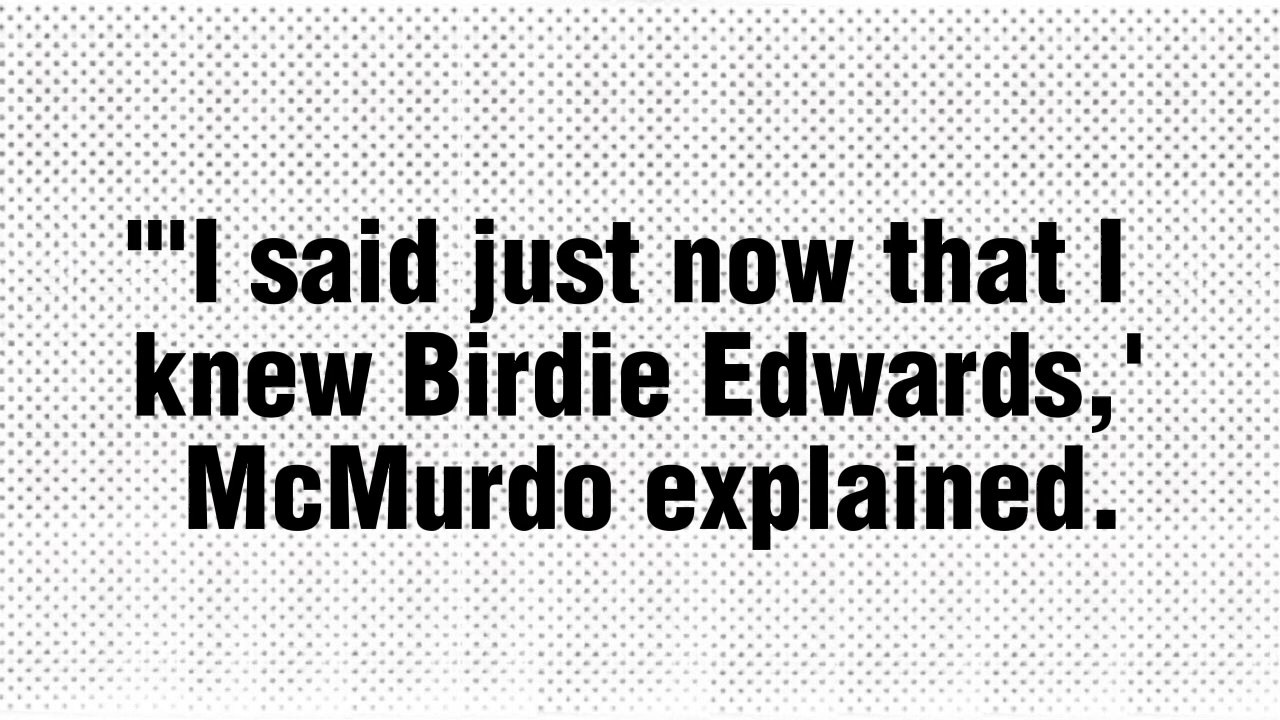 "'I said just now that I
knew Birdie Edwards,'
McMurdo explained.